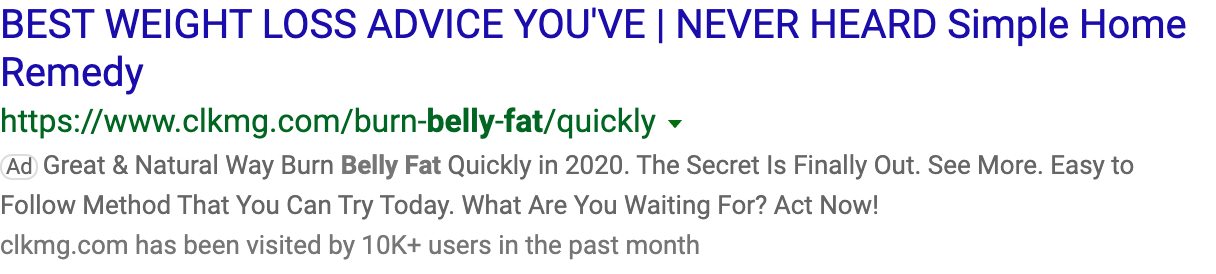 BEST WEIGHT LOSS ADVICE YOU'VE | NEVER HEARD Simple Home
Remedy
https://www.clkmg.com/burn-belly-fat/quickly
Ad Great & Natural Way Burn Belly Fat Quickly in 2020. The Secret Is Finally Out. See More. Easy to
Follow Method That You Can Try Today. What Are You Waiting For? Act Now!
clkmg.com has been visited by 10K+ users in the past month